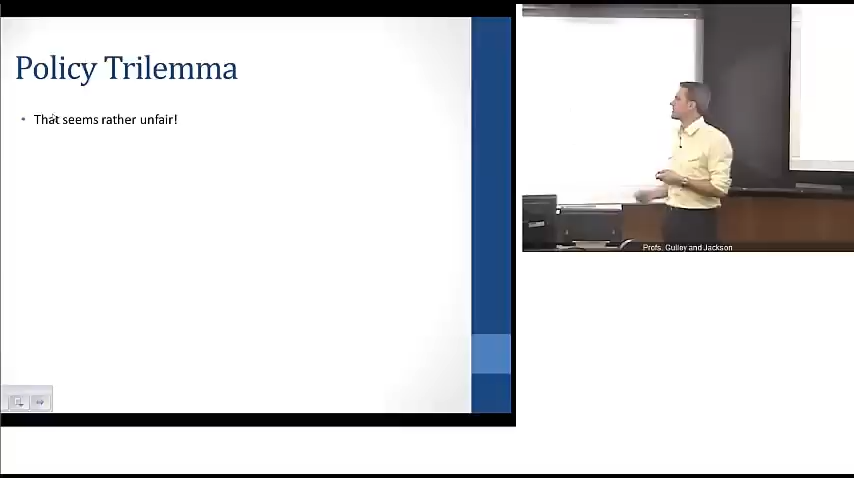 Policy Trilemma
• That seems rather unfair!
Profs. Gulley and Jackson